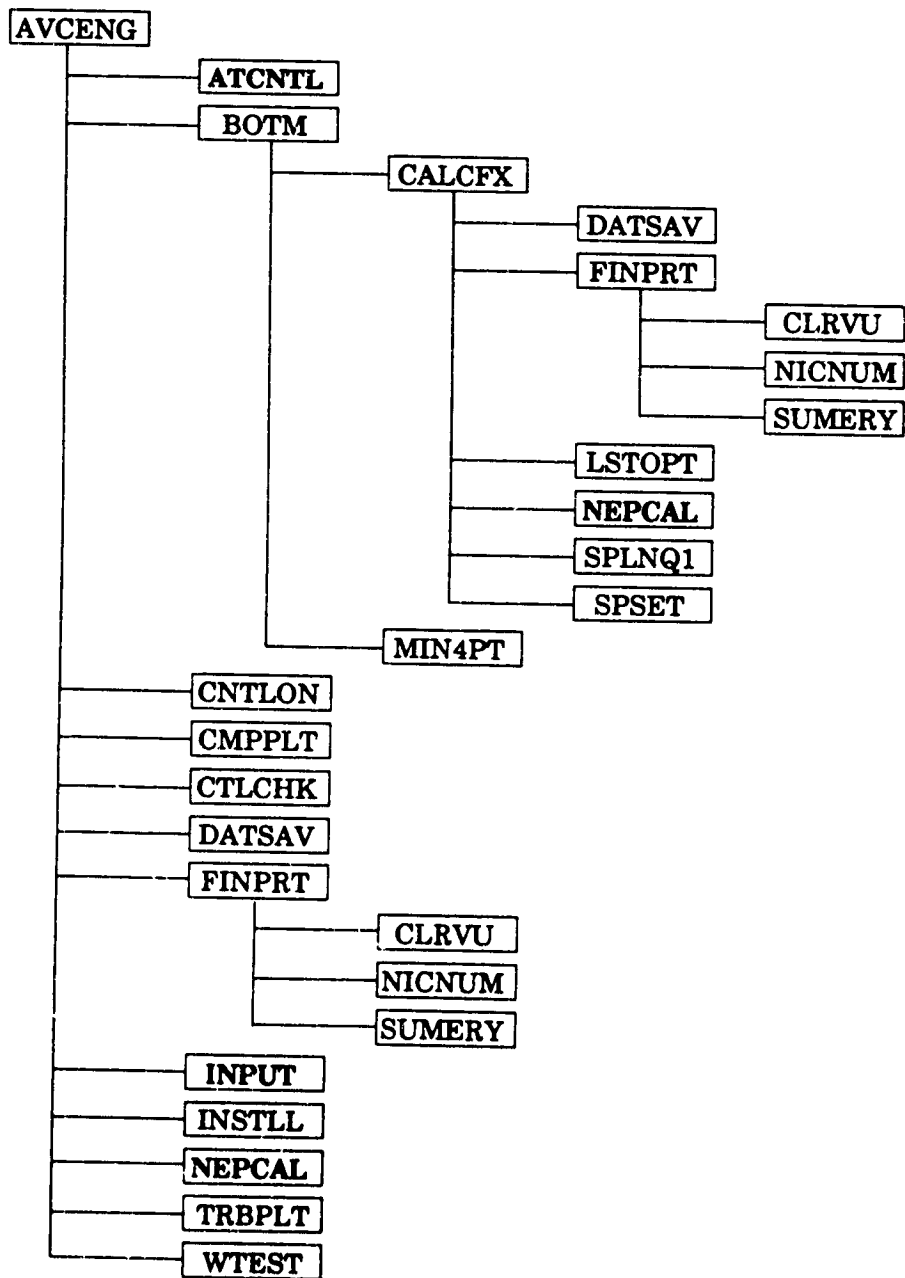 AVCENG
ATCNTL
BOTM
CALCFX
DATSAV
FINPRT
CLRVU
NICNUM
SUMERY
LSTOPT
NEPCAL
SPLNQ1
SPSET
MIN4PT
CNTLON
CMPPLT
CTLCHK
DATSAV
FINPRT
CLRVU
NICNUM
SUMERY
INPUT
INSTLL
NEPCAL
TRBPLT
WTEST